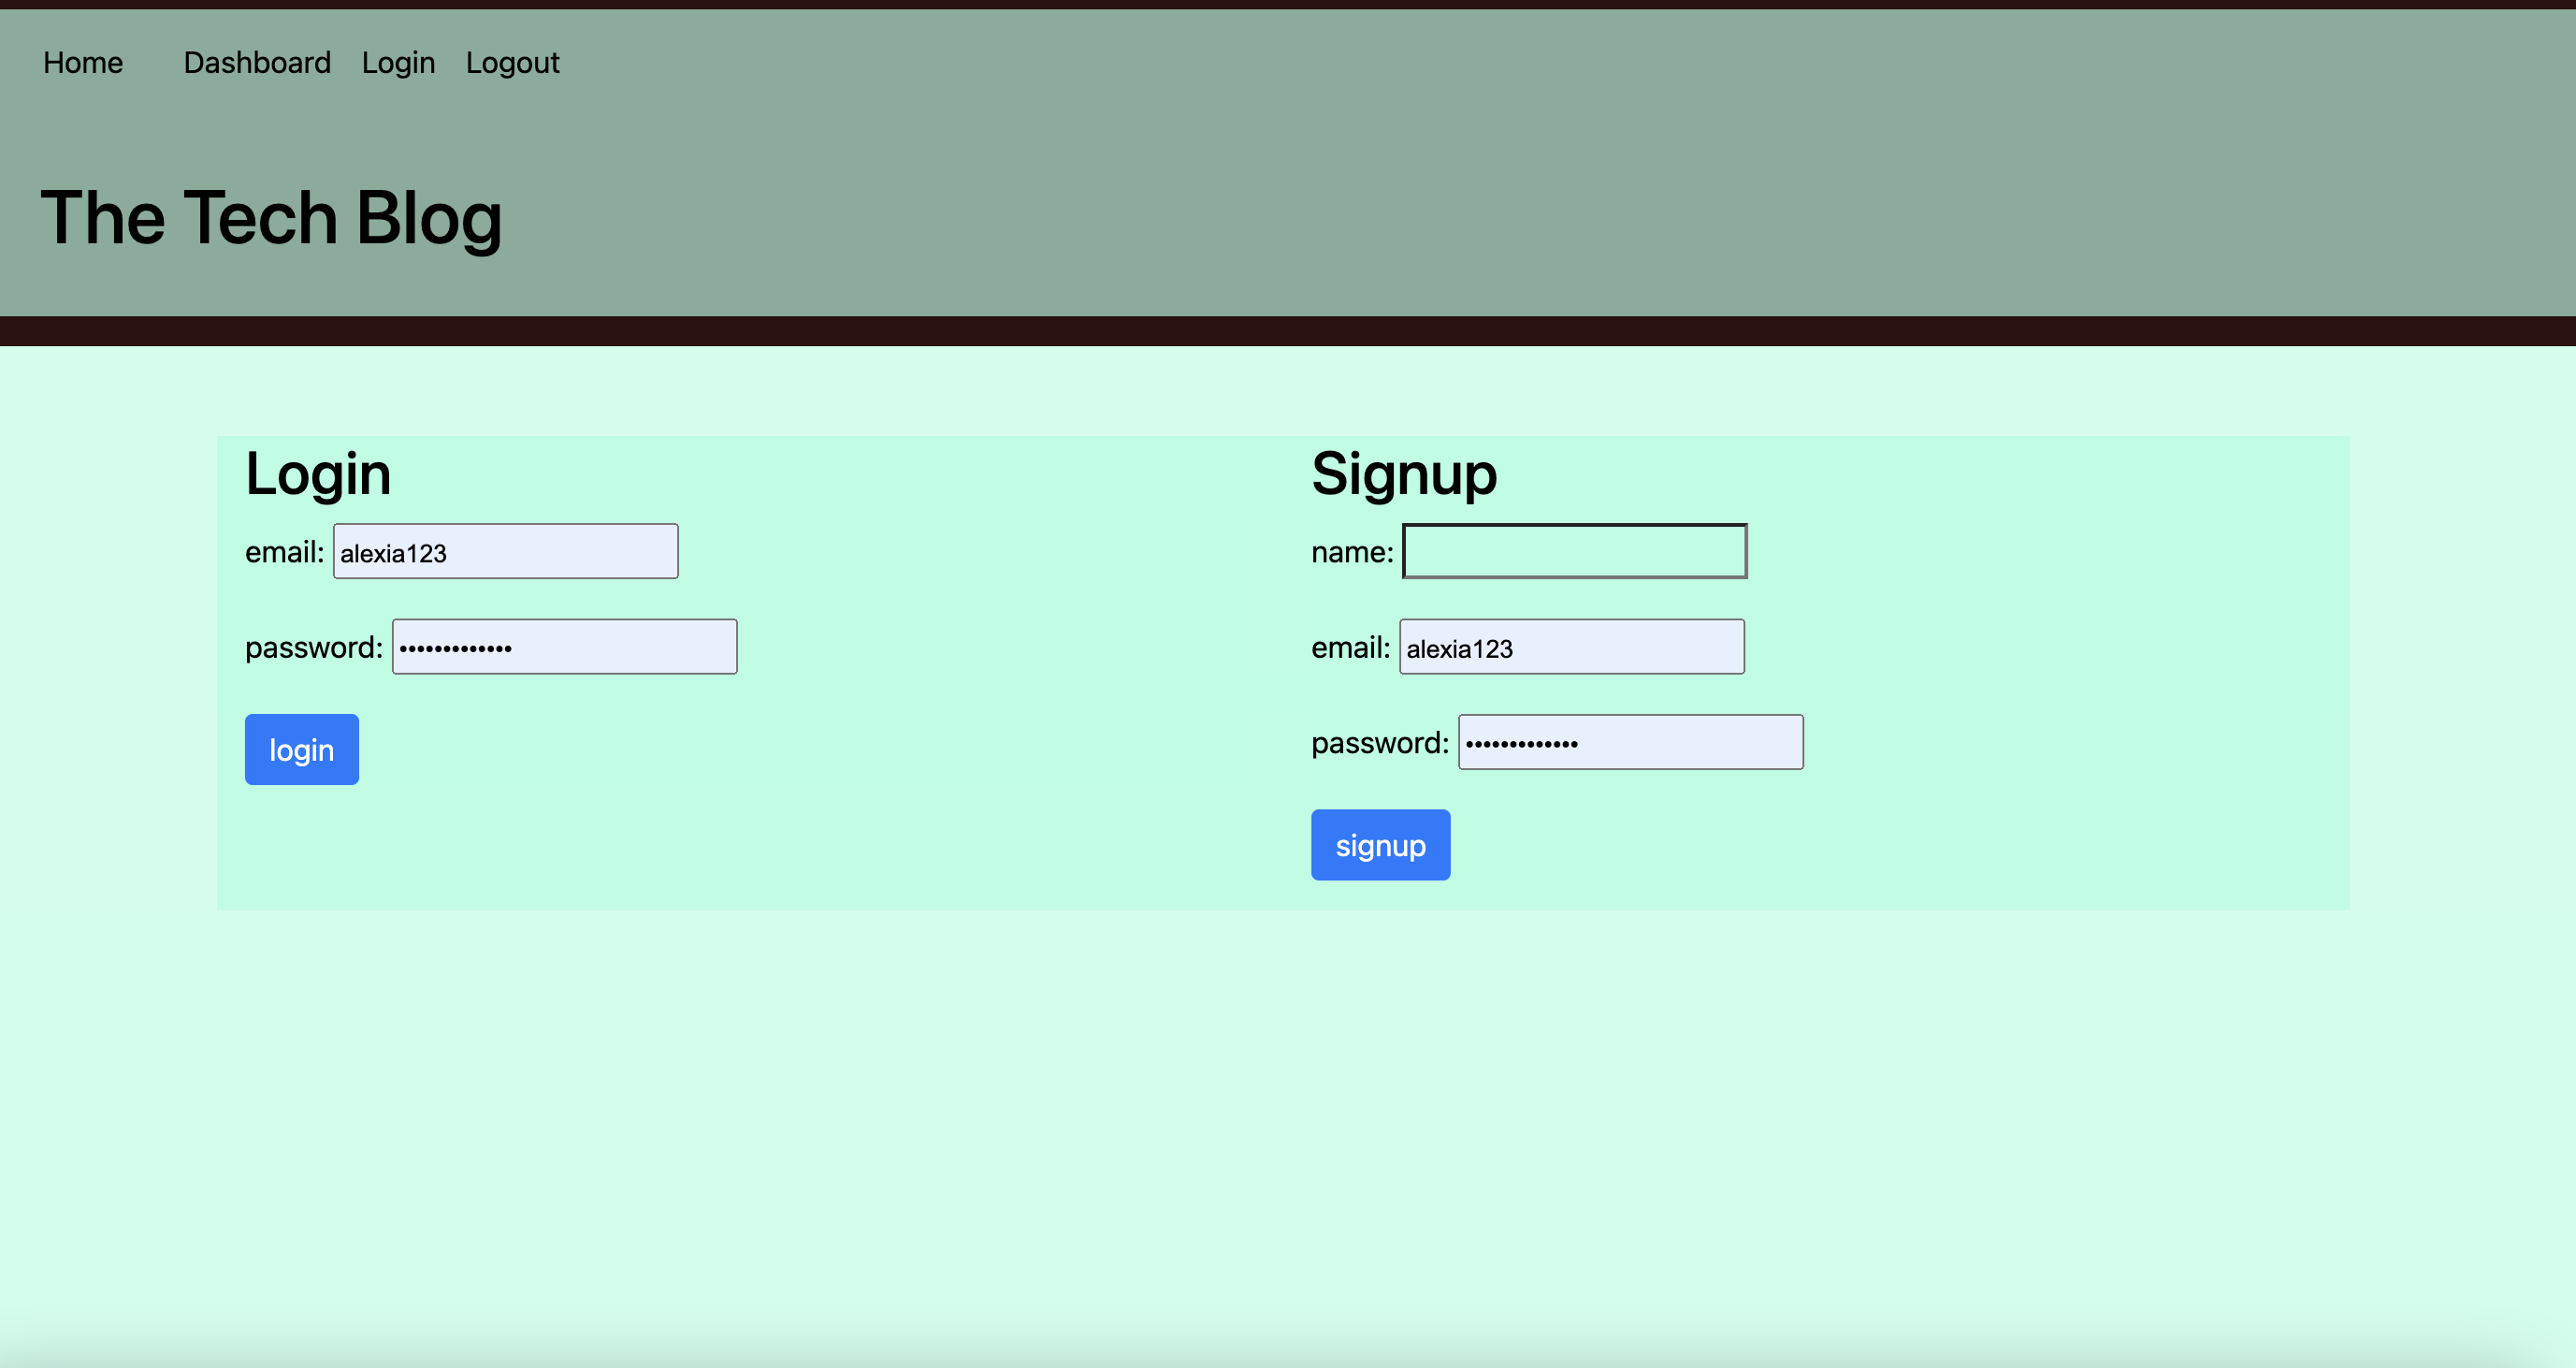 Home Dashboard Login Logout
The Tech Blog
Login
email: alexia123
password: •••••••••••••
login
Signup
name:
email: alexia123
password: •••••••••••••
signup